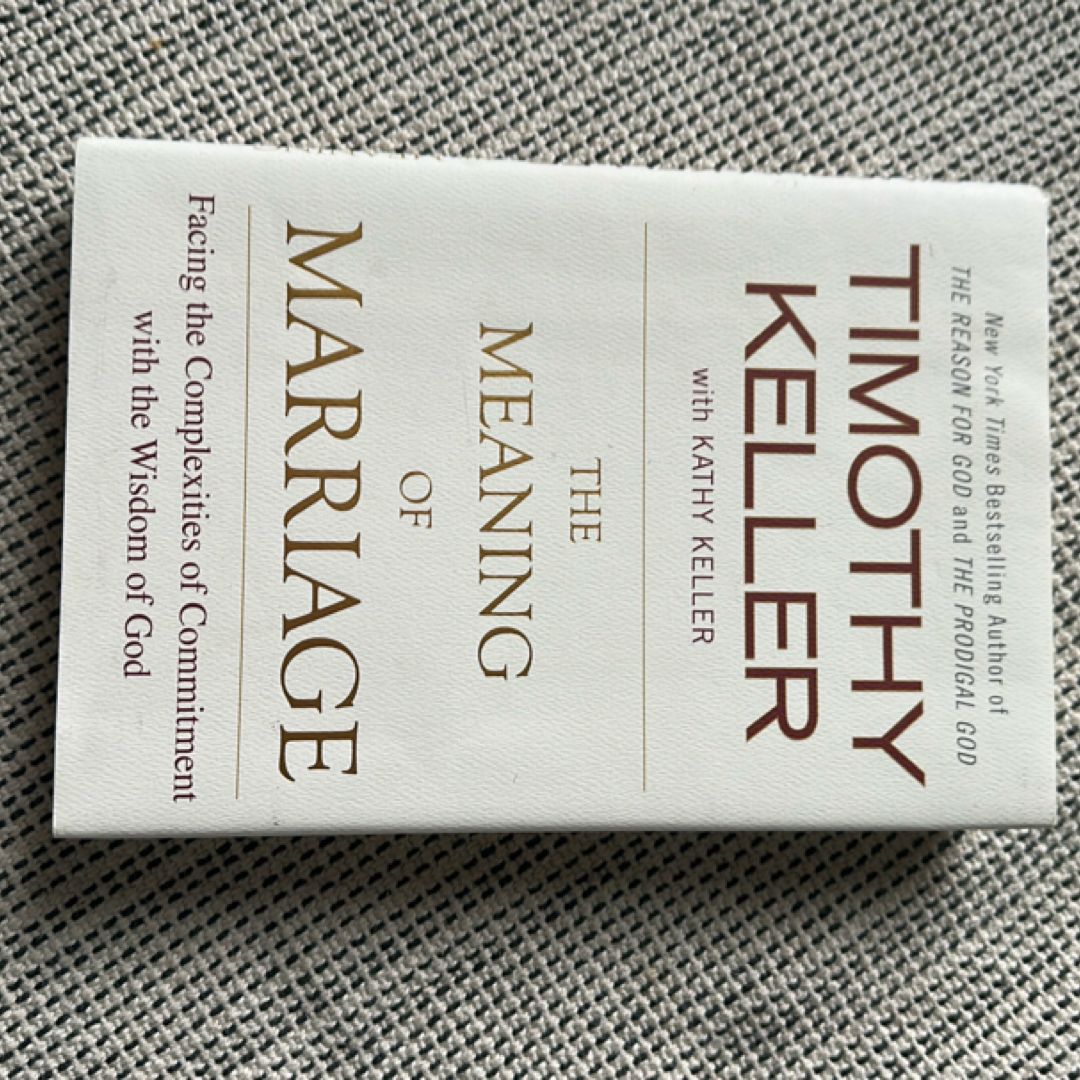 New York Times Bestselling Author of
THE REASON FOR GOD and THE PRODIGAL GOD
TIMOTHY
KELLER
with KATHY KELLER
THE
MEANING
OF
MARRIAGE
Facing the Complexities of Commitment
with the Wisdom of God